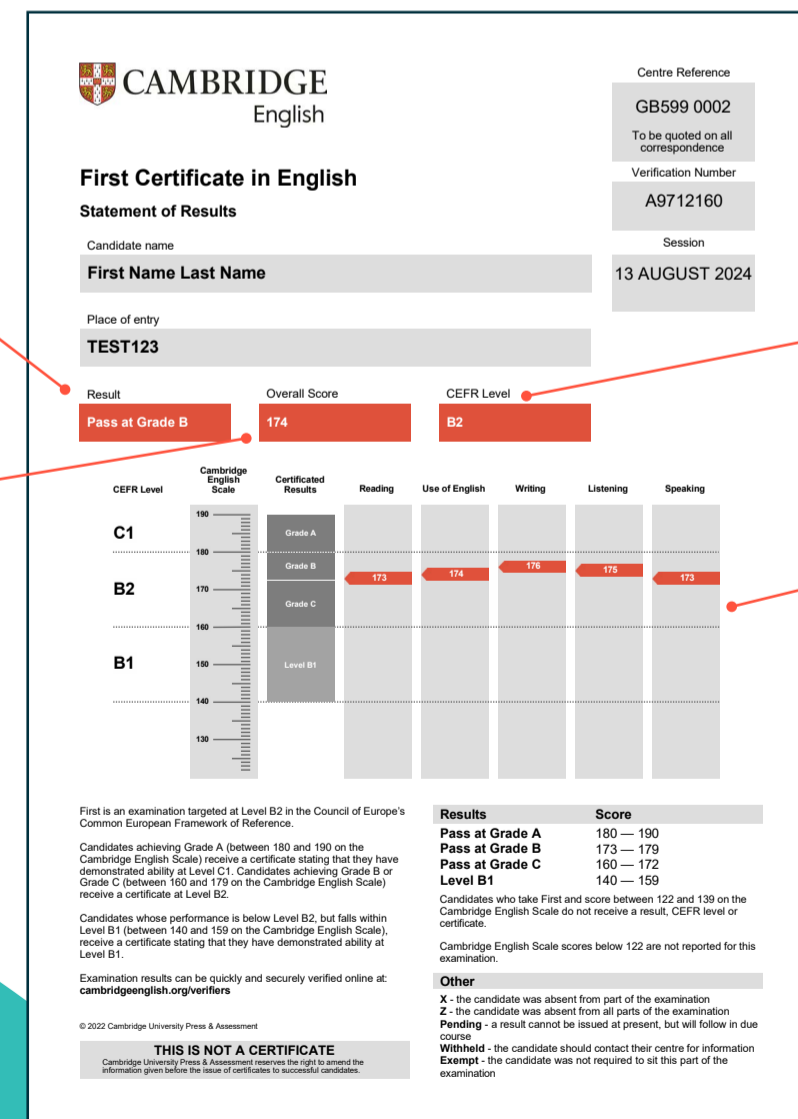 CAMBRIDGE
English
Centre Reference
GB599 0002
To be quoted on all
correspondence
First Certificate in English
Verification Number
A9712160
Statement of Results
Session
13 AUGUST 2024
Candidate name
First Name Last Name
Place of entry
TEST123
Result
Overall Score
CEFR Level
Pass at Grade B
174
B2
CEFR Level
Cambridge
English
Scale
Certificated
Results
Reading
Use of English
Writing
Listening
Speaking
C1
B2
B1
190
180
170
160
150
140
130
Grade A
Grade B
Grade C
Level B1
173
174
176
175
173
First is an examination targeted at Level B2 in the Council of Europe's
Common European Framework of Reference.
Candidates achieving Grade A (between 180 and 190 on the
Cambridge English Scale) receive a certificate stating that they have
demonstrated ability at Level C1. Candidates achieving Grade B or
Grade C (between 160 and 179 on the Cambridge English Scale)
receive a certificate at Level B2.
Candidates whose performance is below Level B2, but falls within
Level B1 (between 140 and 159 on the Cambridge English Scale),
receive a certificate stating that they have demonstrated ability at
Level B1.
Examination results can be quickly and securely verified online at:
cambridgeenglish.org/verifiers
© 2022 Cambridge University Press & Assessment
THIS IS NOT A CERTIFICATE
Cambridge University Press & Assessment reserves the right to amend the
information given before the issue of certificates to successful candidates.
Results Score
Pass at Grade A 180 — 190
Pass at Grade B 173 — 179
Pass at Grade C 160 — 172
Level B1 140 — 159
Candidates who take First and score between 122 and 139 on the
Cambridge English Scale do not receive a result, CEFR level or
certificate.
Cambridge English Scale scores below 122 are not reported for this
examination.
Other
X - the candidate was absent from part of the examination
Z - the candidate was absent from all parts of the examination
Pending - a result cannot be issued at present, but will follow in due
course
Withheld - the candidate should contact their centre for information
Exempt - the candidate was not required to sit this part of the
examination